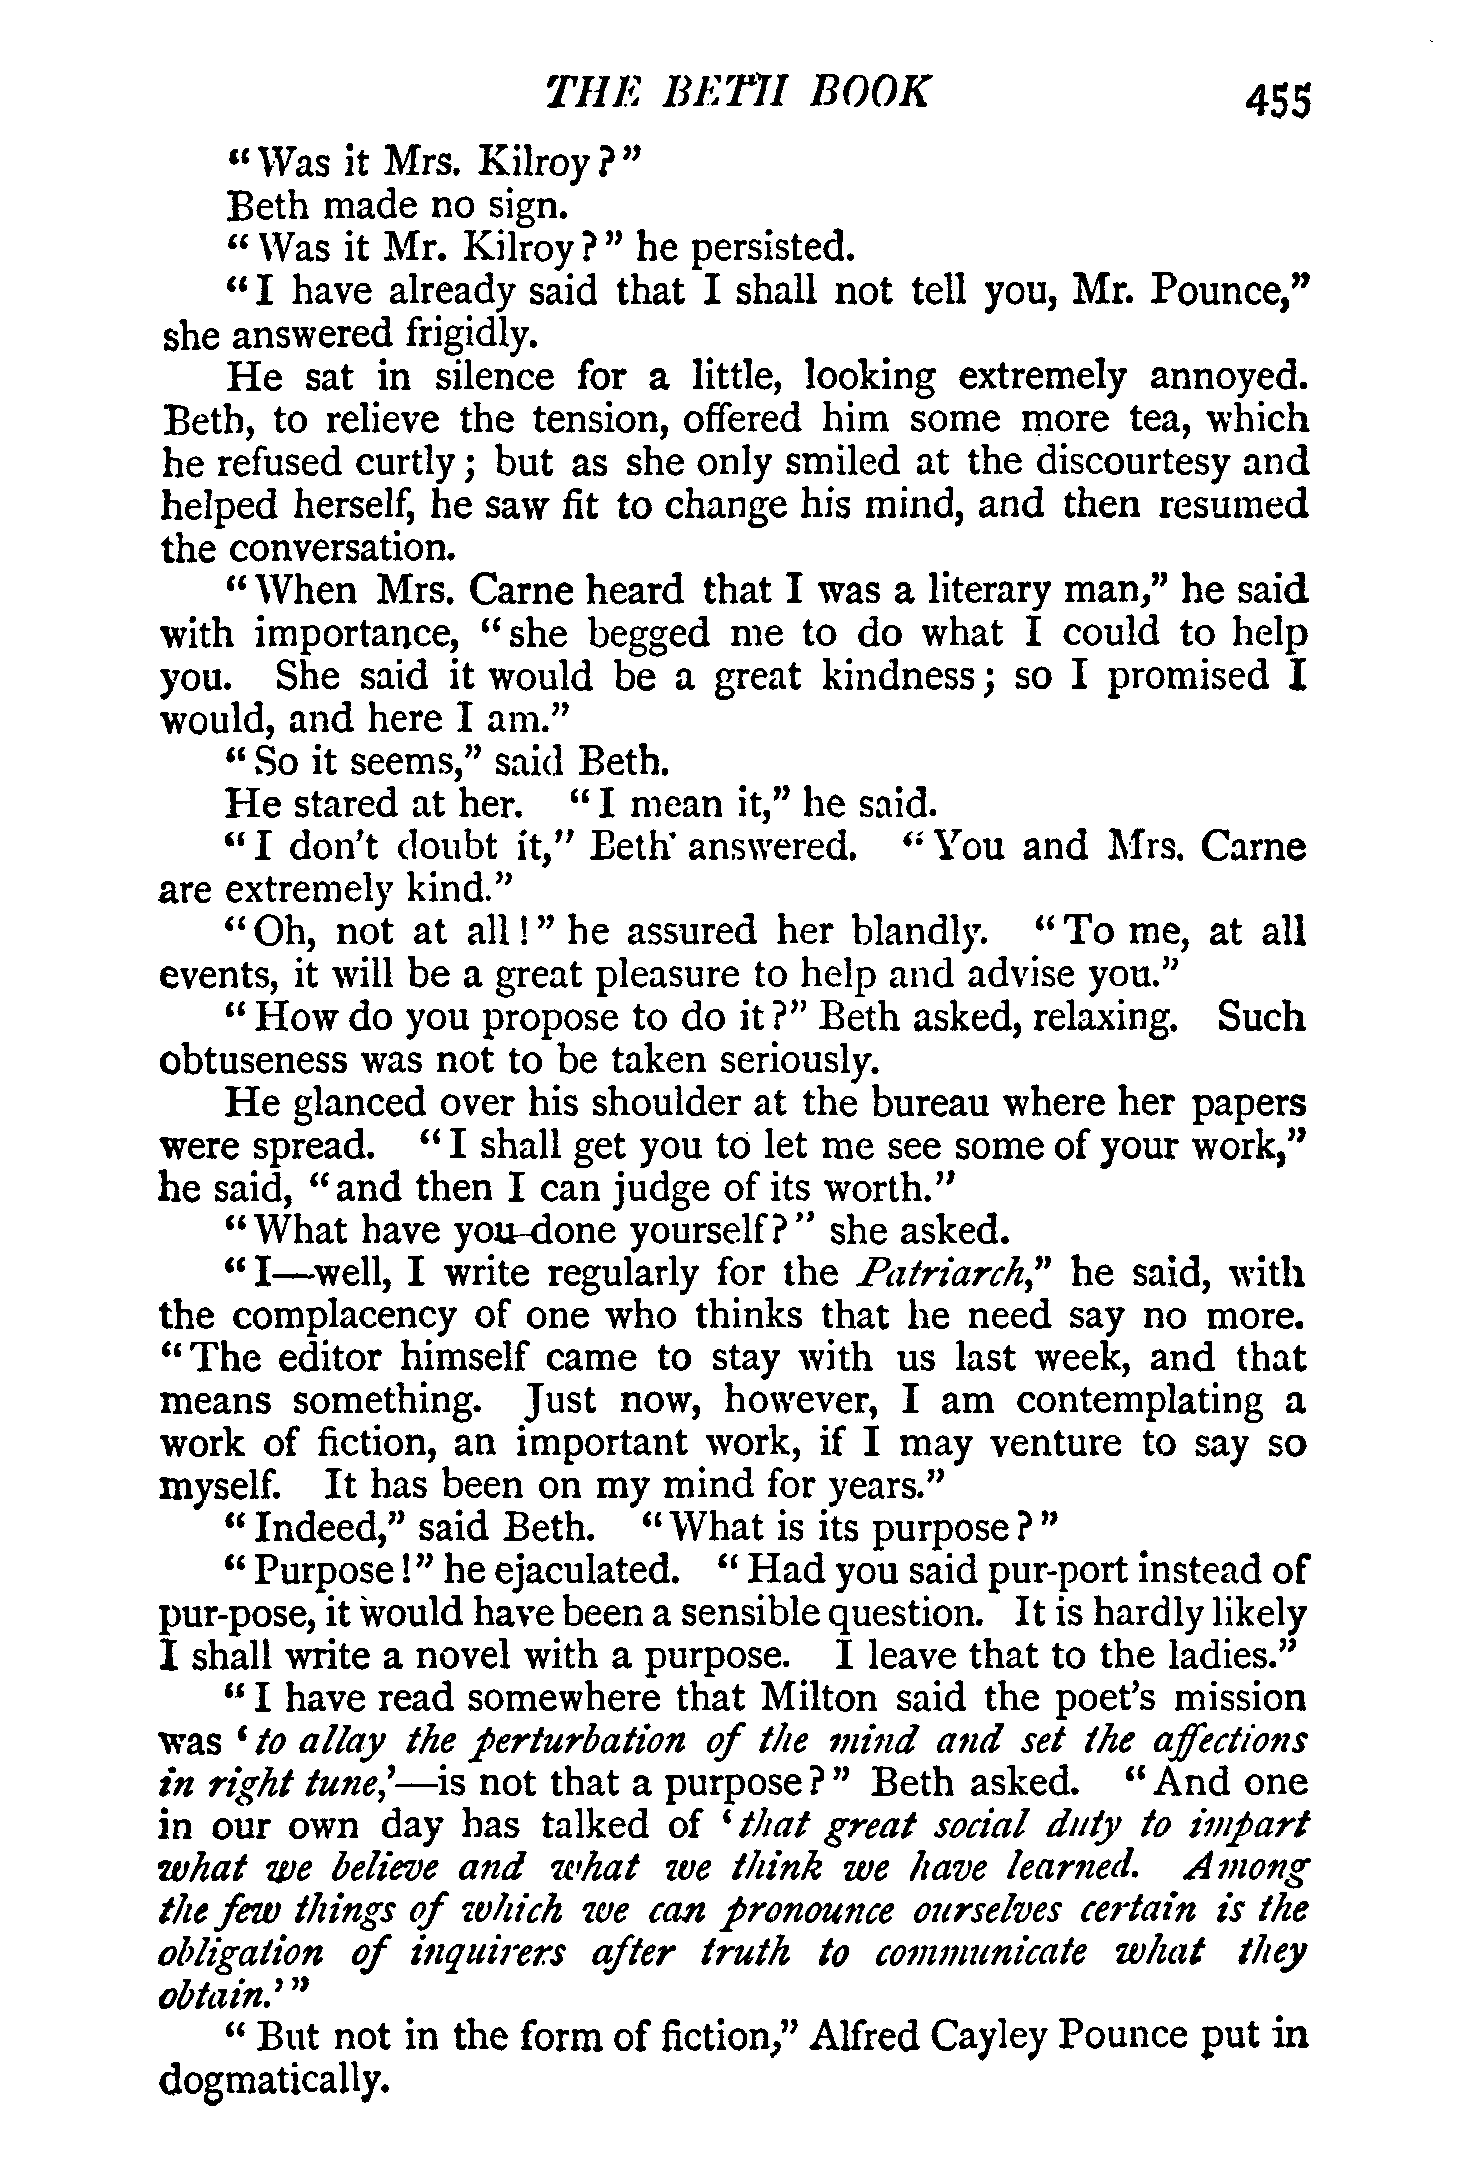 THE BETH BOOK 455
"Was it Mrs. Kilroy?"
Beth made no sign.
"Was it Mr. Kilroy?" he persisted.
"I have already said that I shall not tell you, Mr. Pounce,"
she answered frigidly.
He sat in silence for a little, looking extremely annoyed.
Beth, to relieve the tension, offered him some more tea, which
he refused curtly; but as she only smiled at the discourtesy and
helped herself, he saw fit to change his mind, and then resumed
the conversation.
"When Mrs. Carne heard that I was a literary man," he said
with importance, "she begged me to do what I could to help
you. She said it would be a great kindness; so I promised I
would, and here I am."
"So it seems," said Beth.
He stared at her. "I mean it," he said.
"I don't doubt it," Beth answered. "You and Mrs. Carne
are extremely kind."
"Oh, not at all!" he assured her blandly. "To me, at all
events, it will be a great pleasure to help and advise you."
"How do you propose to do it?" Beth asked, relaxing. Such
obtuseness was not to be taken seriously.
He glanced over his shoulder at the bureau where her papers
were spread. "I shall get you to let me see some of your work,"
he said, "and then I can judge of its worth."
"What have you done yourself?" she asked.
"I—well, I write regularly for the Patriarch," he said, with
the complacency of one who thinks that he need say no more.
"The editor himself came to stay with us last week, and that
means something. Just now, however, I am contemplating a
work of fiction, an important work, if I may venture to say so
myself. It has been on my mind for years."
"Indeed," said Beth. "What is its purpose?"
"Purpose!" he ejaculated. "Had you said pur-port instead of
pur-pose, it would have been a sensible question. It is hardly likely
I shall write a novel with a purpose. I leave that to the ladies."
"I have read somewhere that Milton said the poet's mission
was 'to allay the perturbation of the mind and set the affections
in right tune,'—is not that a purpose?" Beth asked. "And one
in our own day has talked of 'that great social duty to impart
what we believe and what we think we have learned. Among
the few things of which we can pronounce ourselves certain is the
obligation of inquirers after truth to communicate what they
obtain.'"
"But not in the form of fiction," Alfred Cayley Pounce put in
dogmatically.